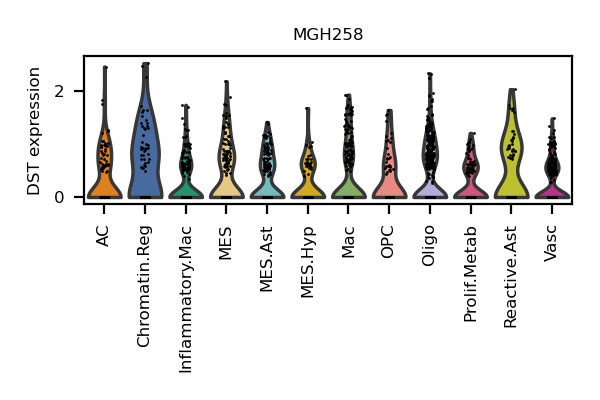 MGH258
DST expression
2
0
AC
Chromatin.Reg
Inflammatory.Mac
MES
MES.Ast
MES.Hyp
Mac
OPC
Oligo
Prolif.Metab
Reactive.Ast
Vasc